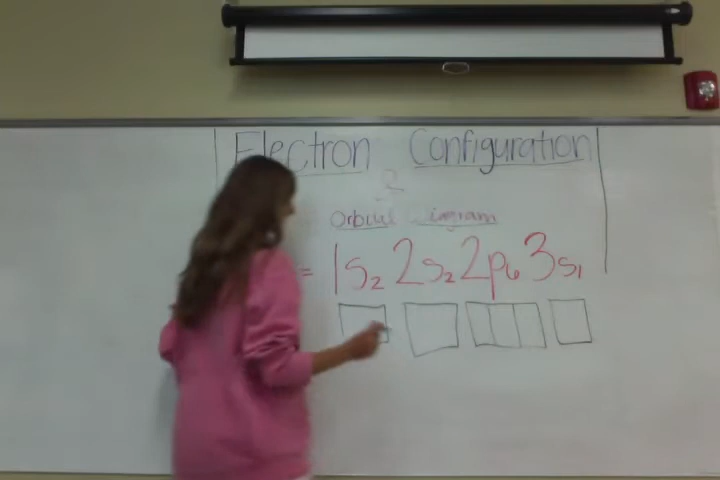 Electron Configuration
&
Orbital Diagram
= 1s2 2s2 2p6 3s1